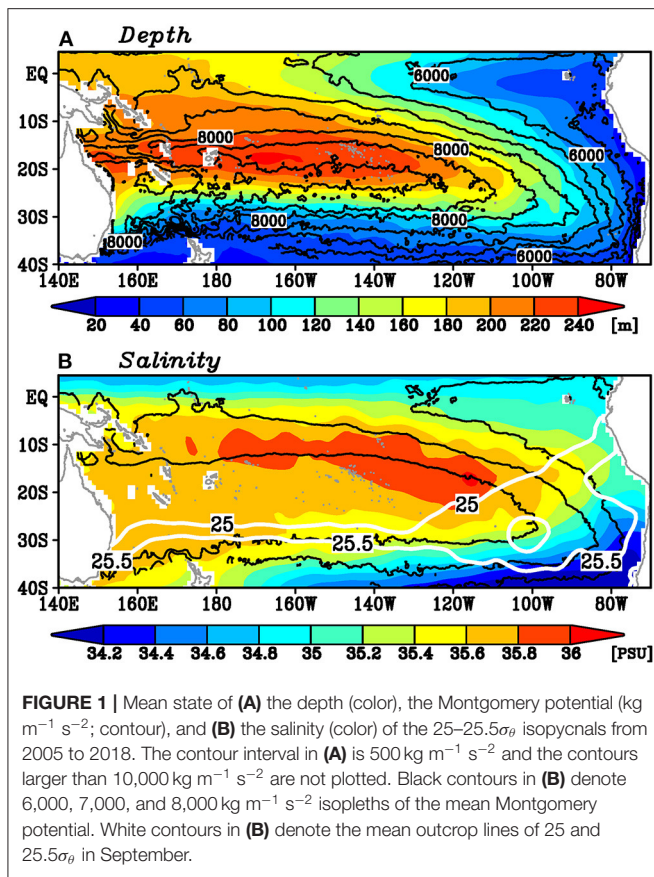 A Depth
EQ
10S
20S
30S
40S
6000
8000
8000
6000
8000
8000
6000
140E 160E 180 160W 140W 120W 100W 80W
20 40 60 80 100 120 140 160 180 200 220 240 [m]
B Salinity
EQ
10S
20S
30S
40S
25
25
25.5
25.5
25.5
140E 160E 180 160W 140W 120W 100W 80W
34.2 34.4 34.6 34.8 35 35.2 35.4 35.6 35.8 36 [PSU]
FIGURE 1 | Mean state of (A) the depth (color), the Montgomery potential (kg
m⁻¹ s⁻²; contour), and (B) the salinity (color) of the 25–25.5σθ isopycnals from
2005 to 2018. The contour interval in (A) is 500 kg m⁻¹ s⁻² and the contours
larger than 10,000 kg m⁻¹ s⁻² are not plotted. Black contours in (B) denote
6,000, 7,000, and 8,000 kg m⁻¹ s⁻² isopleths of the mean Montgomery
potential. White contours in (B) denote the mean outcrop lines of 25 and
25.5σθ in September.